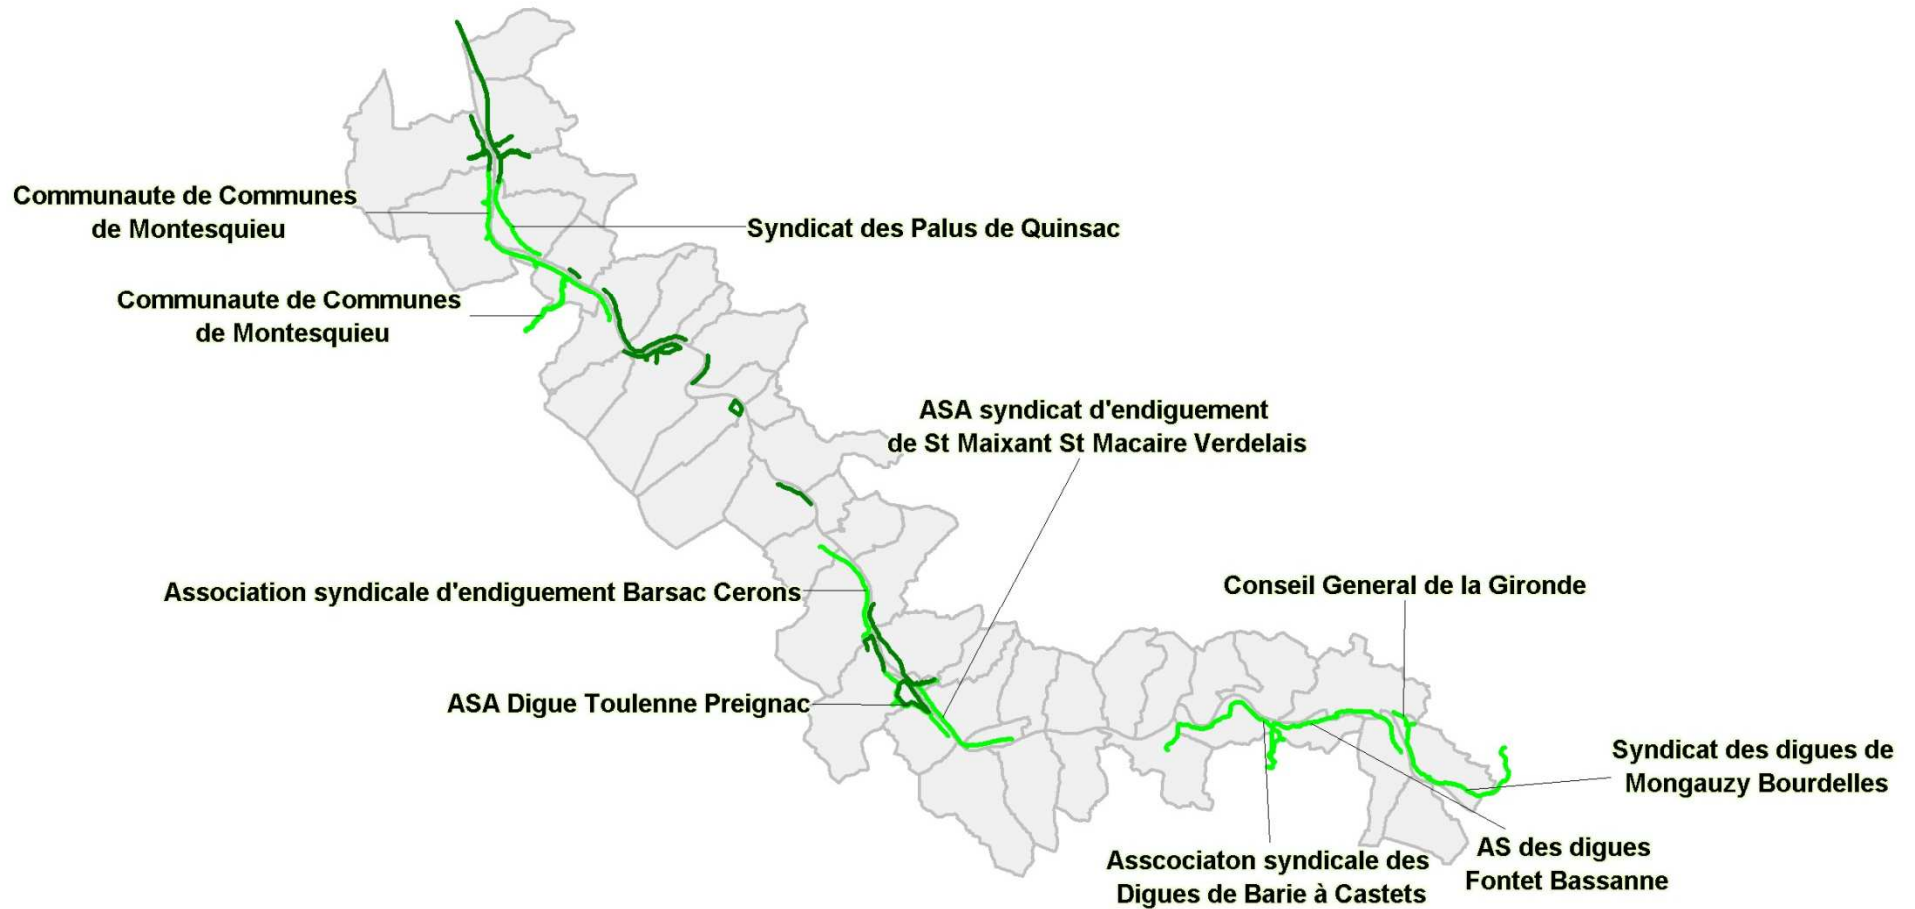 Communaute de Communes
de Montesquieu
Syndicat des Palus de Quinsac
Communaute de Communes
de Montesquieu
ASA syndicat d'endiguement
de St Maixant St Macaire Verdelais
Association syndicale d'endiguement Barsac Cerons
Conseil General de la Gironde
ASA Digue Toulenne Preignac
Syndicat des digues de
Mongauzy Bourdelles
Asscociaton syndicale des
Digues de Barie à Castets
AS des digues
Fontet Bassanne